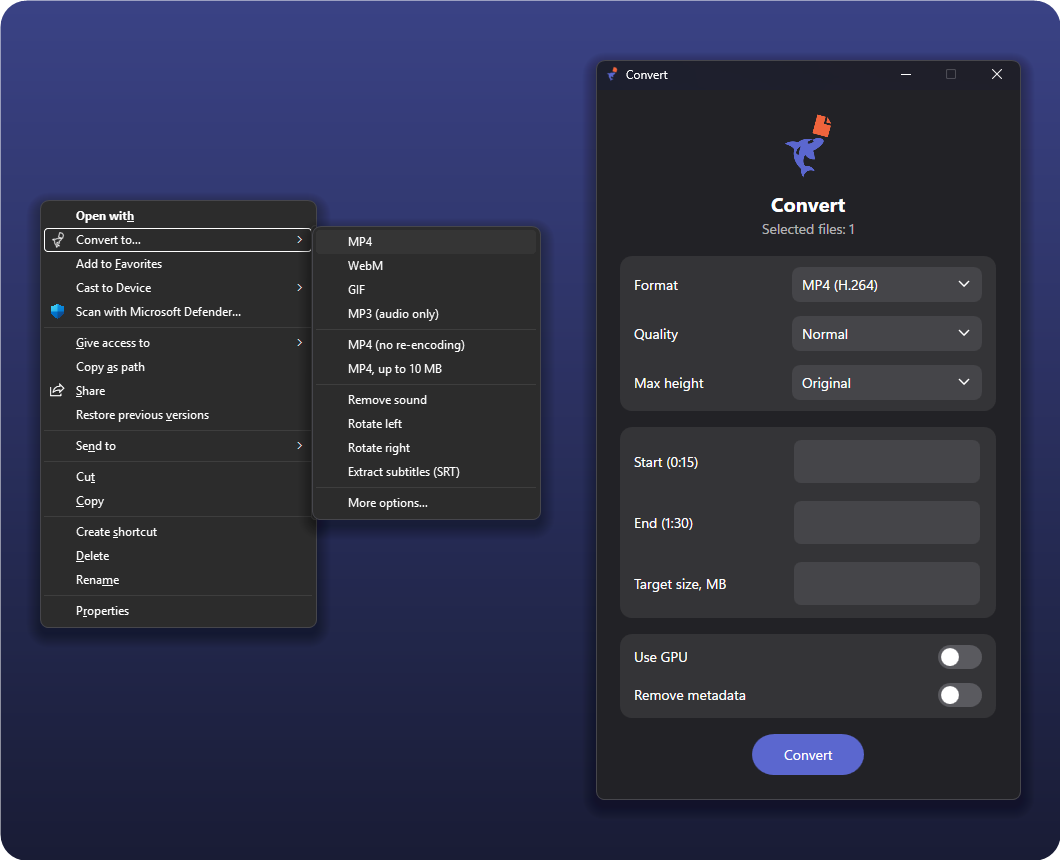 Open with
Convert to...
Add to Favorites
Cast to Device
Scan with Microsoft Defender...
Give access to
Copy as path
Share
Restore previous versions
Send to
Cut
Copy
Create shortcut
Delete
Rename
Properties
MP4
WebM
GIF
MP3 (audio only)
MP4 (no re-encoding)
MP4, up to 10 MB
Remove sound
Rotate left
Rotate right
Extract subtitles (SRT)
More options...
Convert
Convert
Selected files: 1
Format MP4 (H.264)
Quality Normal
Max height Original
Start (0:15)
End (1:30)
Target size, MB
Use GPU
Remove metadata
Convert